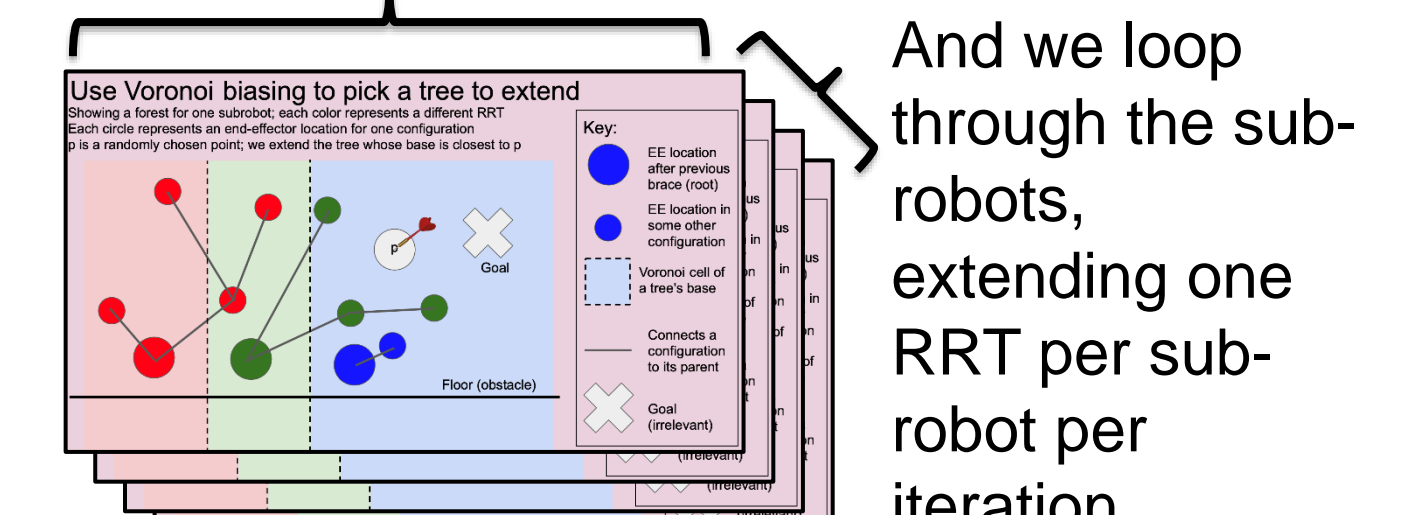 Use Voronoi biasing to pick a tree to extend
Showing a forest for one subrobot; each color represents a different RRT
Each circle represents an end-effector location for one configuration
p is a randomly chosen point; we extend the tree whose base is closest to p
p
Goal
Floor (obstacle)
Key:
EE location
after previous
brace (root)
EE location in
some other
configuration
Voronoi cell of
a tree's base
Connects a
configuration
to its parent
Goal
(irrelevant)
(irrelevant)
(irrelevant)
And we loop
through the sub-
robots,
extending one
RRT per sub-
robot per
iteration